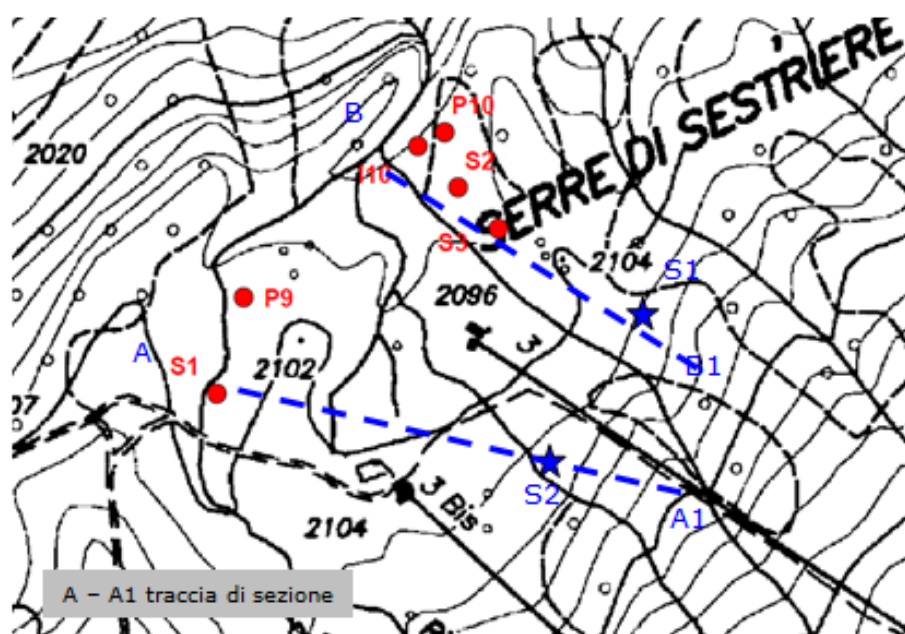 SERRE DI SESTRIERE
2020
B
P10
S2
I10
S3
2104
S1
P9
2096
3
B1
A
S1
2102
07
S2
3 Bis
A1
2104
A – A1 traccia di sezione